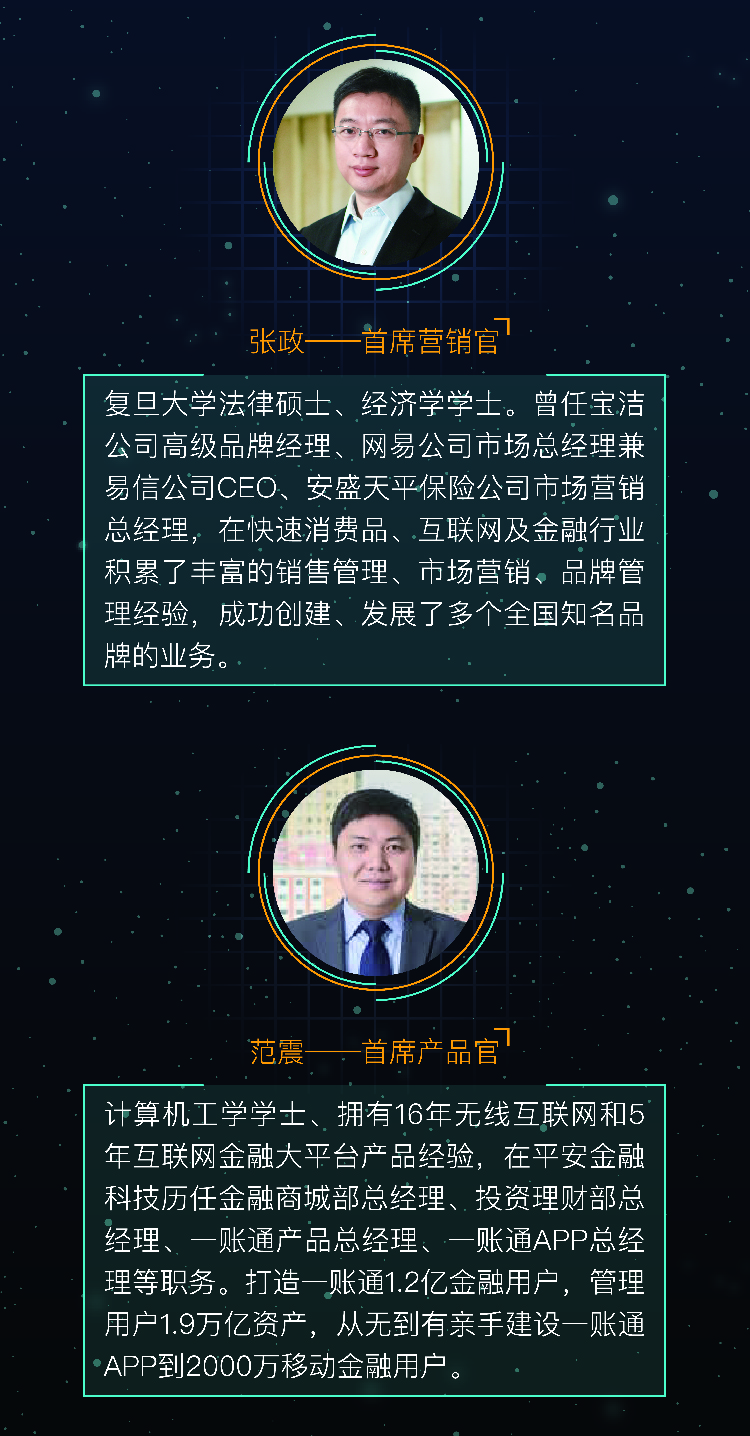 张政——首席营销官
复旦大学法律硕士、经济学学士。曾任宝洁
公司高级品牌经理、网易公司市场总经理兼
易信公司CEO、安盛天平保险公司市场营销
总经理，在快速消费品、互联网及金融行业
积累了丰富的销售管理、市场营销、品牌管
理经验，成功创建、发展了多个全国知名品
牌的业务。
范震——首席产品官
计算机工学学士、拥有16年无线互联网和5
年互联网金融大平台产品经验，在平安金融
科技历任金融商城部总经理、投资理财部总
经理、一账通产品总经理、一账通APP总经
理等职务。打造一账通1.2亿金融用户，管理
用户1.9万亿资产，从无到有亲手建设一账通
APP到2000万移动金融用户。